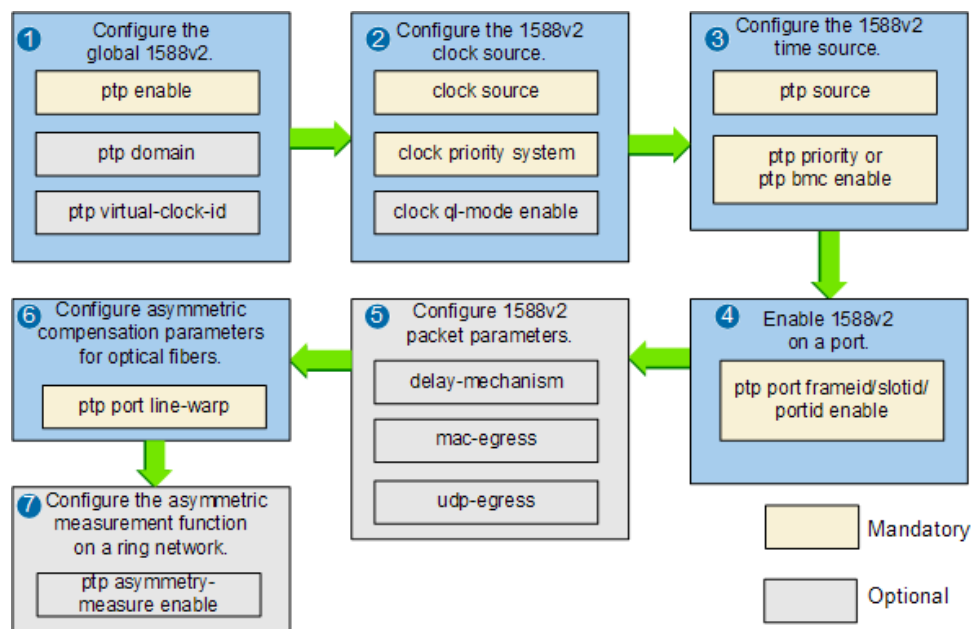 1
Configure the
global 1588v2.
ptp enable
ptp domain
ptp virtual-clock-id
2
Configure the 1588v2
clock source.
clock source
clock priority system
clock ql-mode enable
3
Configure the 1588v2
time source.
ptp source
ptp priority or
ptp bmc enable
4
Enable 1588v2
on a port.
ptp port frameid/slotid/
portid enable
5
Configure 1588v2
packet parameters.
delay-mechanism
mac-egress
udp-egress
6
Configure asymmetric
compensation parameters
for optical fibers.
ptp port line-warp
7
Configure the asymmetric
measurement function
on a ring network.
ptp asymmetry-
measure enable
Mandatory
Optional